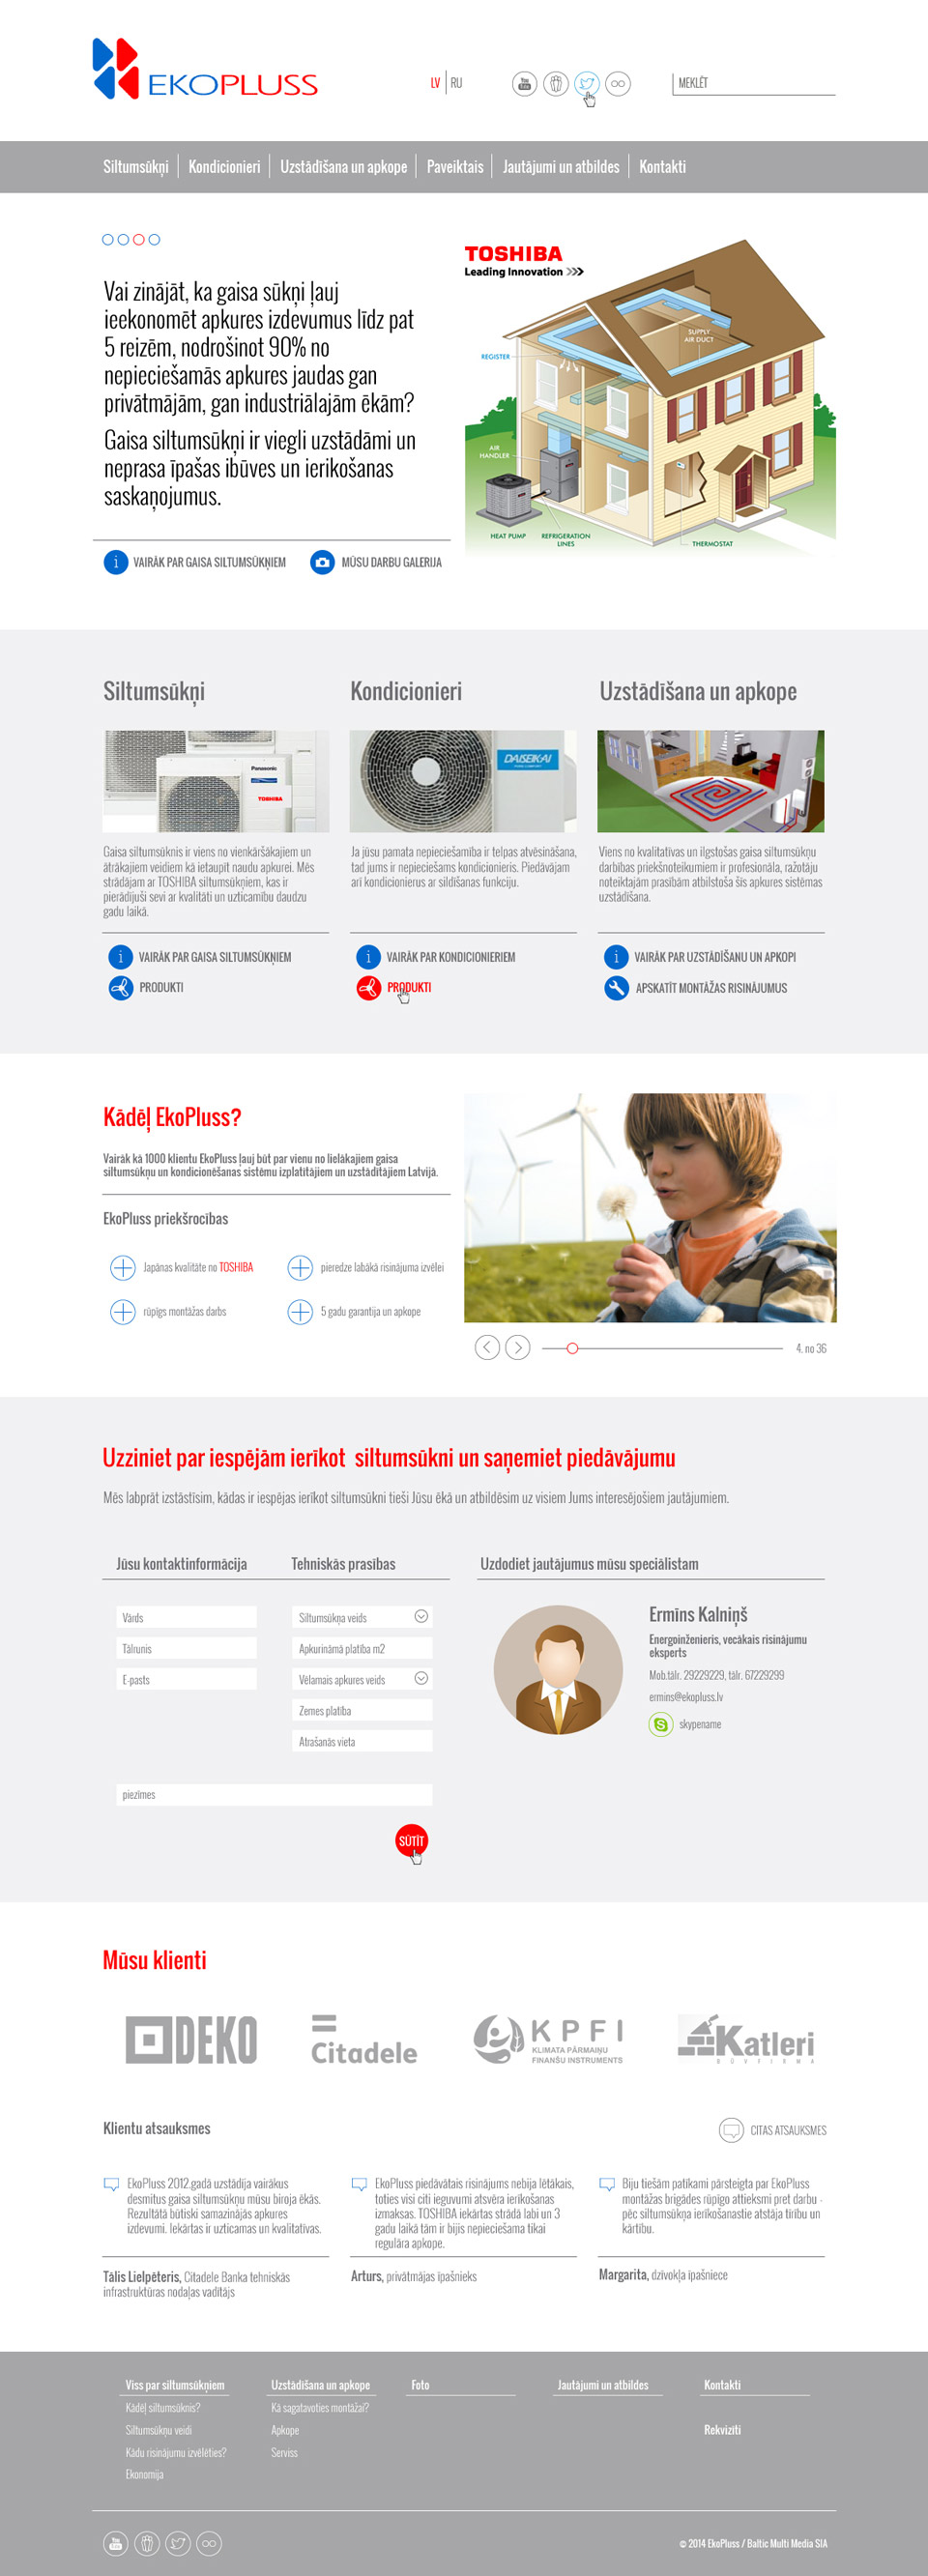 EKOPLUSS
LV RU
You Tube
MEKLĒT
Siltumsūkņi Kondicionieri Uzstādīšana un apkope Paveiktais Jautājumi un atbildes Kontakti
Vai zinājāt, ka gaisa sūkņi ļauj
ieekonomēt apkures izdevumus līdz pat
5 reizēm, nodrošinot 90% no
nepieciešamās apkures jaudas gan
privātmājām, gan industriālajām ēkām?
Gaisa siltumsūkņi ir viegli uzstādāmi un
neprasa īpašas ibūves un ierīkošanas
saskaņojumus.
VAIRĀK PAR GAISA SILTUMSŪKŅIEM
MŪSU DARBU GALERIJA
TOSHIBA
Leading Innovation
SUPPLY
AIR DUCT
REGISTER
AIR
HANDLER
HEAT PUMP
REFRIGERATION
LINES
THERMOSTAT
Siltumsūkņi
Panasonic
TOSHIBA
Gaisa siltumsūknis ir viens no vienkāršākajiem un
ātrākajiem veidiem kā ietaupīt naudu apkurei. Mēs
strādājam ar TOSHIBA siltumsūkņiem, kas ir
pierādījuši sevi ar kvalitāti un uzticamību daudzu
gadu laikā.
VAIRĀK PAR GAISA SILTUMSŪKŅIEM
PRODUKTI
Kondicionieri
DAISEIKAI
Ja jūsu pamata nepieciešamība ir telpas atvēsināšana,
tad jums ir nepieciešams kondicionieris. Piedāvājam
arī kondicionierus ar sildīšanas funkciju.
VAIRĀK PAR KONDICIONIERIEM
PRODUKTI
Uzstādīšana un apkope
Viens no kvalitatīvas un ilgstošas gaisa siltumsūkņu
darbības priekšnoteikumiem ir profesionāla, ražotāju
noteiktajām prasībām atbilstoša šīs apkures sistēmas
uzstādīšana.
VAIRĀK PAR UZSTĀDĪŠANU UN APKOPI
APSKATĪT MONTĀŽAS RISINĀJUMUS
Kādēļ EkoPluss?
Vairāk kā 1000 klientu EkoPluss ļauj būt par vienu no lielākajiem gaisa
siltumsūkņu un kondicionēšanas sistēmu izplatītājiem un uzstādītājiem Latvijā.
EkoPluss priekšrocības
Japānas kvalitāte no TOSHIBA
pieredze labākā risinājuma izvēlei
rūpīgs montāžas darbs
5 gadu garantija un apkope
4. no 36
Uzziniet par iespējām ierīkot siltumsūkni un saņemiet piedāvājumu
Mēs labprāt izstāstīsim, kādas ir iespējas ierīkot siltumsūkni tieši Jūsu ēkā un atbildēsim uz visiem Jums interesējošiem jautājumiem.
Jūsu kontaktinformācija
Vārds
Tālrunis
E-pasts
Tehniskās prasības
Siltumsūkņa veids
Apkurināmā platība m2
Vēlamais apkures veids
Zemes platība
Atrašanās vieta
piezīmes
SŪTĪT
Uzdodiet jautājumus mūsu speciālistam
Ermīns Kalniņš
Energoinženieris, vecākais risinājumu
eksperts
Mob.tālr. 29229229, tālr. 67229299
ermins@ekopluss.lv
skypename
Mūsu klienti
DEKO
Citadele
KPFI
KLIMATA PĀRMAIŅU
FINANŠU INSTRUMENTS
Katleri
BŪVFIRMA
Klientu atsauksmes
CITAS ATSAUKSMES
EkoPluss 2012.gadā uzstādīja vairākus
desmitus gaisa siltumsūkņu mūsu biroja ēkās.
Rezultātā būtiski samazinājās apkures
izdevumi. Iekārtas ir uzticamas un kvalitatīvas.
Tālis Lielpēteris, Citadele Banka tehniskās
infrastruktūras nodaļas vadītājs
EkoPluss piedāvātais risinājums nebija lētākais,
toties visi citi ieguvumi atsvēra ierīkošanas
izmaksas. TOSHIBA iekārtas strādā labi un 3
gadu laikā tām ir bijis nepieciešama tikai
regulāra apkope.
Arturs, privātmājas īpašnieks
Biju tiešām patīkami pārsteigta par EkoPluss
montāžas brigādes rūpīgo attieksmi pret darbu -
pēc siltumsūkņa ierīkošanastie atstāja tīrību un
kārtību.
Margarita, dzīvokļa īpašniece
Viss par siltumsūkņiem
Kādēļ siltumsūknis?
Siltumsūkņu veidi
Kādu risinājumu izvēlēties?
Ekonomija
Uzstādīšana un apkope
Kā sagatavoties montāžai?
Apkope
Serviss
Foto
Jautājumi un atbildes
Kontakti
Rekvizīti
You Tube
© 2014 EkoPluss / Baltic Multi Media SIA